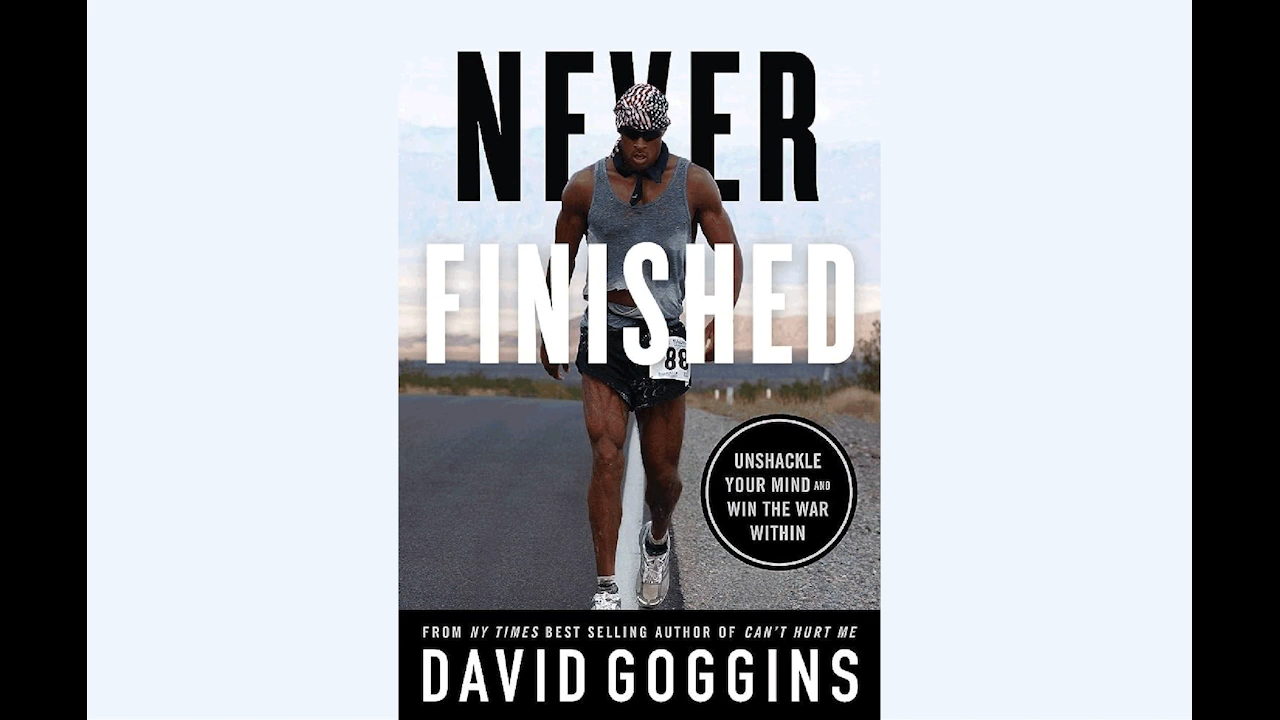 NEVER
FINISHED
88
UNSHACKLE
YOUR MIND AND
WIN THE WAR
WITHIN
FROM NY TIMES BEST SELLING AUTHOR OF CAN'T HURT ME
DAVID GOGGINS